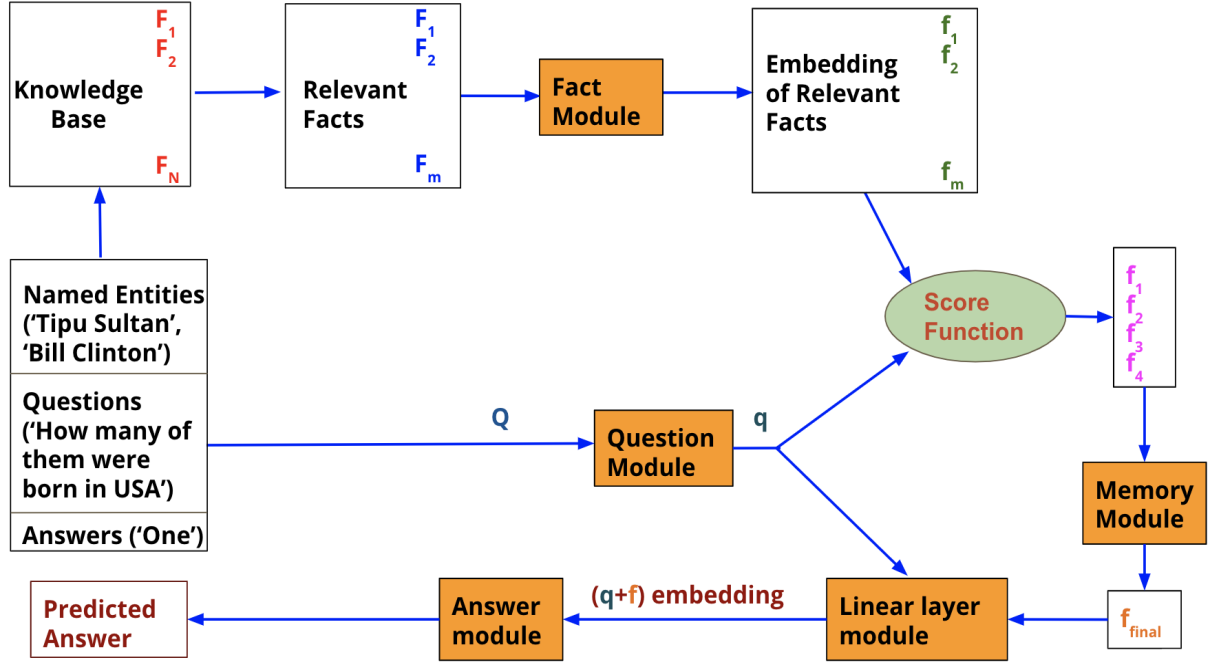 Knowledge
Base
F1
F2
FN
Relevant
Facts
F1
F2
Fm
Fact
Module
Embedding
of Relevant
Facts
f1
f2
fm
Named Entities
(‘Tipu Sultan’,
‘Bill Clinton’)
Questions
(‘How many of
them were
born in USA’)
Answers (‘One’)
Q
Question
Module
q
Score
Function
f1
f2
f3
f4
Memory
Module
ffinal
Linear layer
module
(q+f) embedding
Answer
module
Predicted
Answer